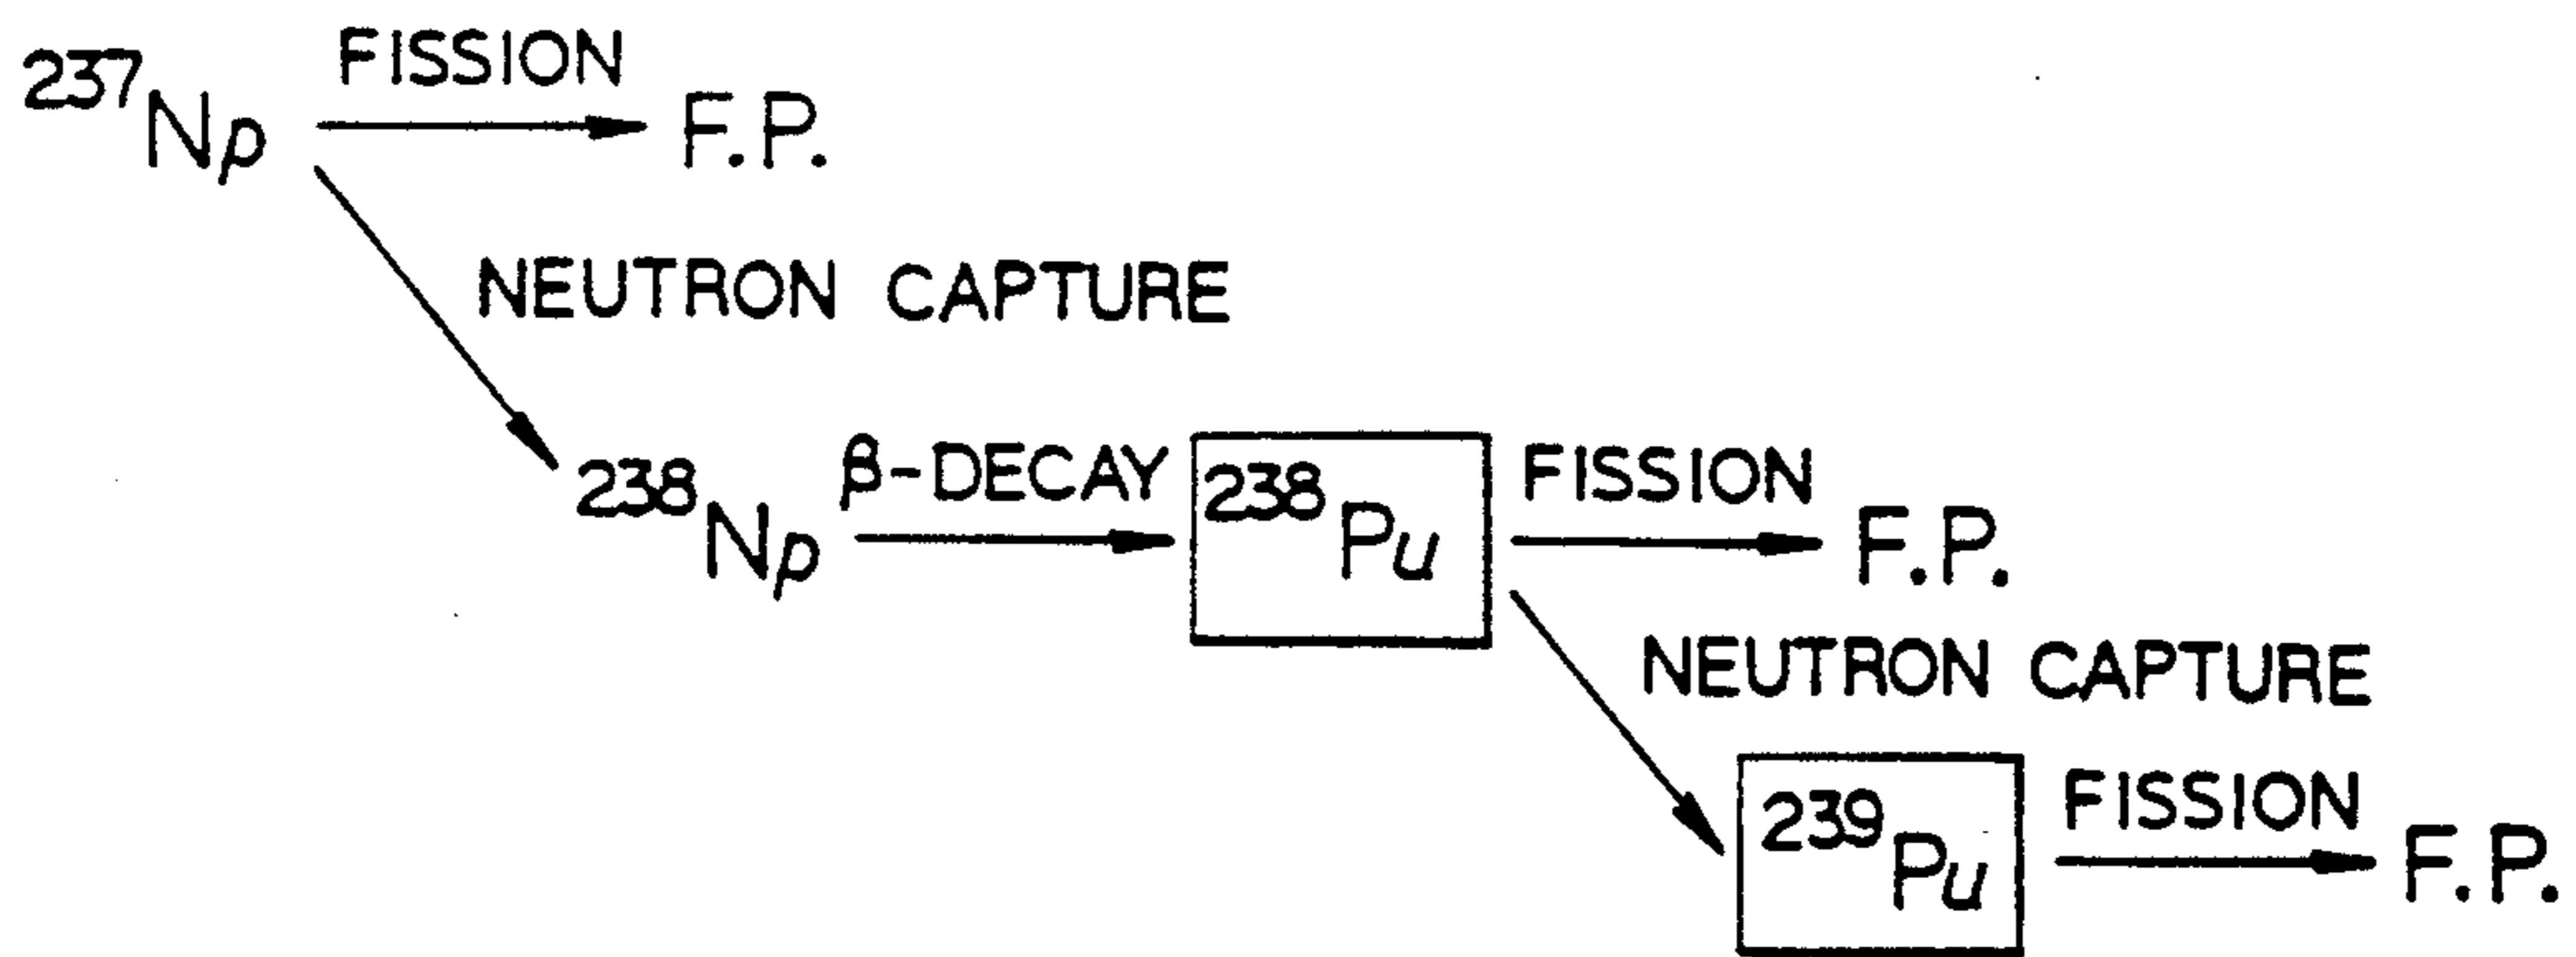 ²³⁷Np FISSION F.P.
NEUTRON CAPTURE
²³⁸Np β-DECAY ²³⁸Pu FISSION F.P.
NEUTRON CAPTURE
²³⁹Pu FISSION F.P.